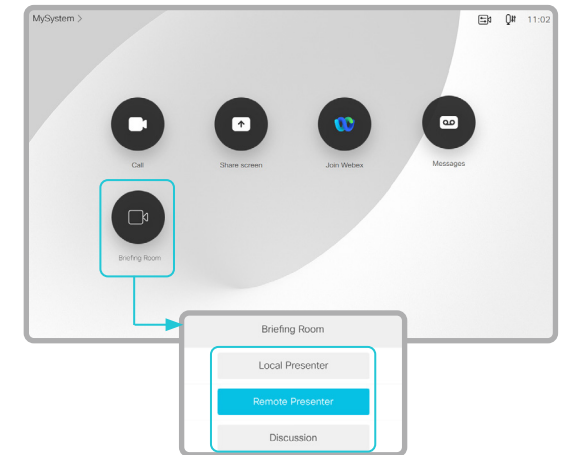 MySystem >
11:02
Call
Share screen
Join Webex
Messages
Briefing Room
Briefing Room
Local Presenter
Remote Presenter
Discussion